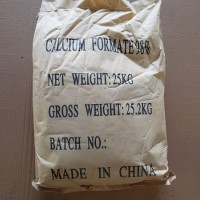 CALCIUM FORMATE 98%
NET WEIGHT: 25KG
GROSS WEIGHT: 25.2KG
BATCH NO.:
MADE IN CHINA